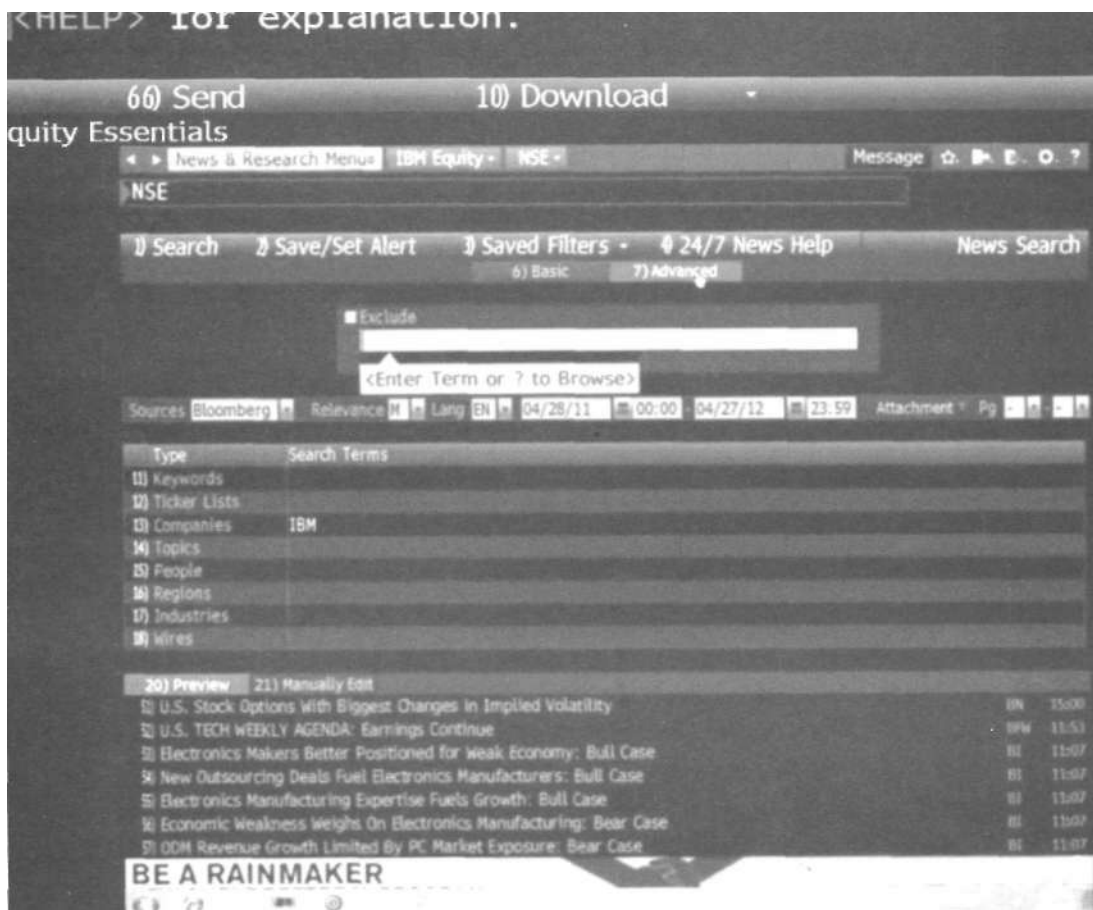 <HELP> for explanation.
66) Send 10) Download
quity Essentials
News & Research Menu IBM Equity NSE Message ?
NSE
1) Search 2) Save/Set Alert 3) Saved Filters 4) 24/7 News Help News Search
6) Basic 7) Advanced
Exclude
<Enter Term or ? to Browse>
Sources Bloomberg Relevance M Lang EN 04/28/11 00:00 - 04/27/12 23:59 Attachment Pg - - -
Type Search Terms
11) Keywords
12) Ticker Lists
13) Companies IBM
14) Topics
15) People
16) Regions
17) Industries
18) Wires
20) Preview 21) Manually Edit
51) U.S. Stock Options With Biggest Changes in Implied Volatility BN 15:00
52) U.S. TECH WEEKLY AGENDA: Earnings Continue BFW 11:53
53) Electronics Makers Better Positioned for Weak Economy: Bull Case BI 11:07
54) New Outsourcing Deals Fuel Electronics Manufacturers: Bull Case BI 11:07
55) Electronics Manufacturing Expertise Fuels Growth: Bull Case BI 11:07
56) Economic Weakness Weighs On Electronics Manufacturing: Bear Case BI 11:07
57) ODM Revenue Growth Limited By PC Market Exposure: Bear Case BI 11:07
BE A RAINMAKER